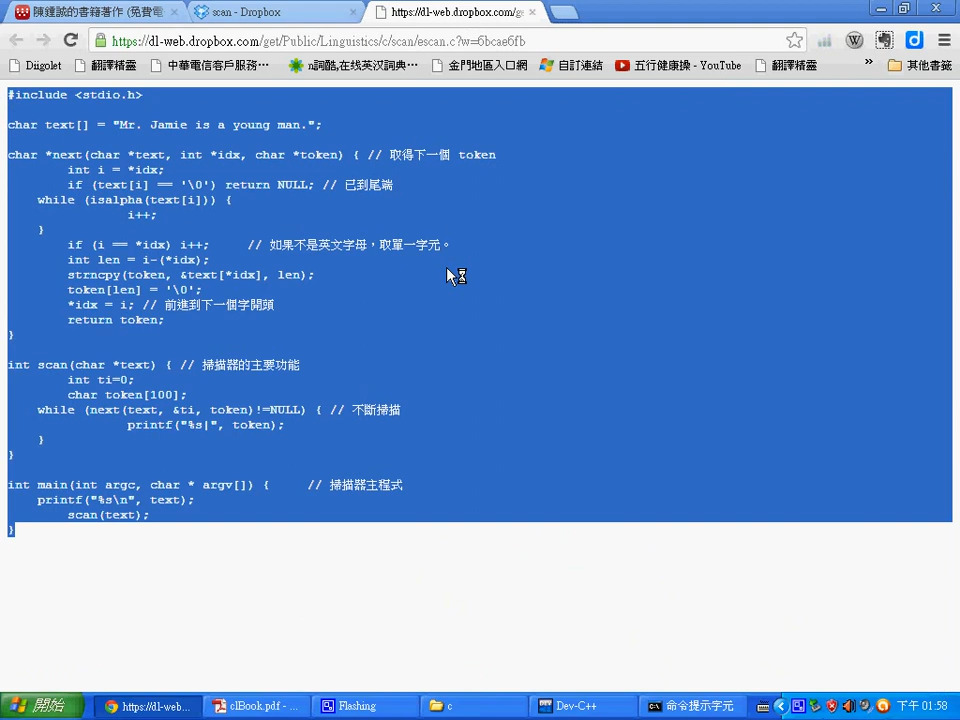 陳鍾誠的書籍著作 (免費電
scan - Dropbox
https://dl-web.dropbox.com/g
https://dl-web.dropbox.com/get/Public/Linguistics/c/scan/escan.c?w=6bcae6fb
Diigolet
翻譯精靈
中華電信客戶服務…
n詞酷,在线英汉词典…
金門地區入口網
自訂連結
五行健康操 - YouTube
翻譯精靈
»
其他書籤
#include <stdio.h>
char text[] = "Mr. Jamie is a young man.";
char *next(char *text, int *idx, char *token) { // 取得下一個 token
int i = *idx;
if (text[i] == '\0') return NULL; // 已到尾端
while (isalpha(text[i])) {
i++;
}
if (i == *idx) i++; // 如果不是英文字母，取單一字元。
int len = i-(*idx);
strncpy(token, &text[*idx], len);
token[len] = '\0';
*idx = i; // 前進到下一個字開頭
return token;
}
int scan(char *text) { // 掃描器的主要功能
int ti=0;
char token[100];
while (next(text, &ti, token)!=NULL) { // 不斷掃描
printf("%s|", token);
}
}
int main(int argc, char * argv[]) { // 掃描器主程式
printf("%s\n", text);
scan(text);
}
開始
https://dl-web...
clBook.pdf - ...
Flashing
c
Dev-C++
命令提示字元
下午 01:58